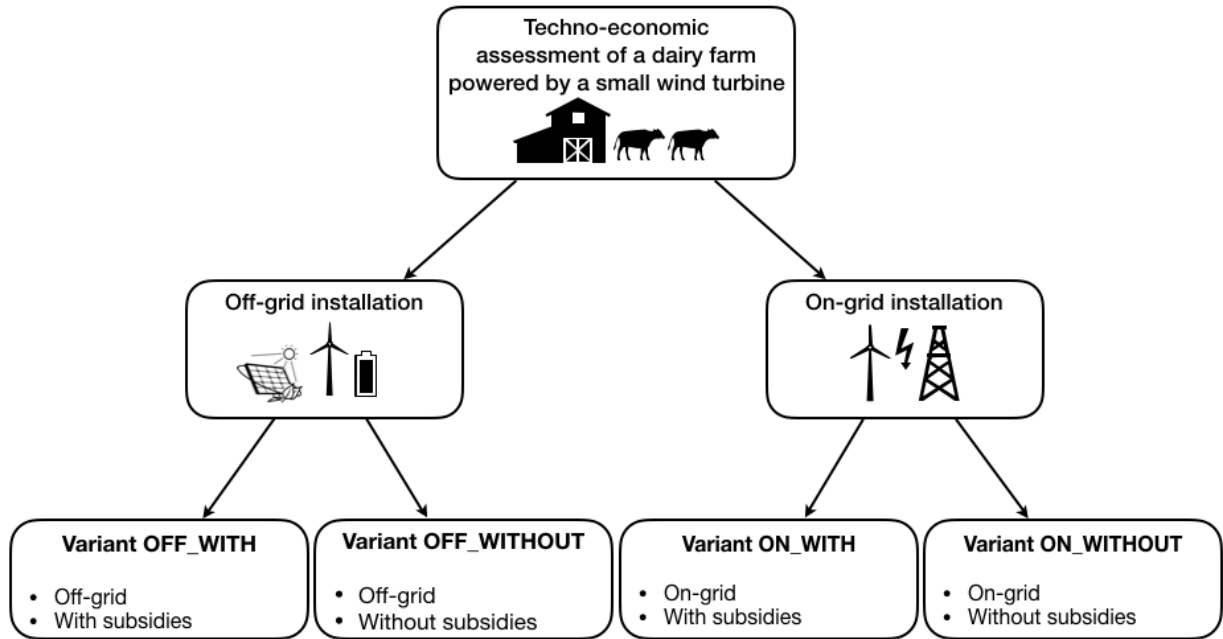 Techno-economic
assessment of a dairy farm
powered by a small wind turbine
Off-grid installation
On-grid installation
Variant OFF_WITH
• Off-grid
• With subsidies
Variant OFF_WITHOUT
• Off-grid
• Without subsidies
Variant ON_WITH
• On-grid
• With subsidies
Variant ON_WITHOUT
• On-grid
• Without subsidies